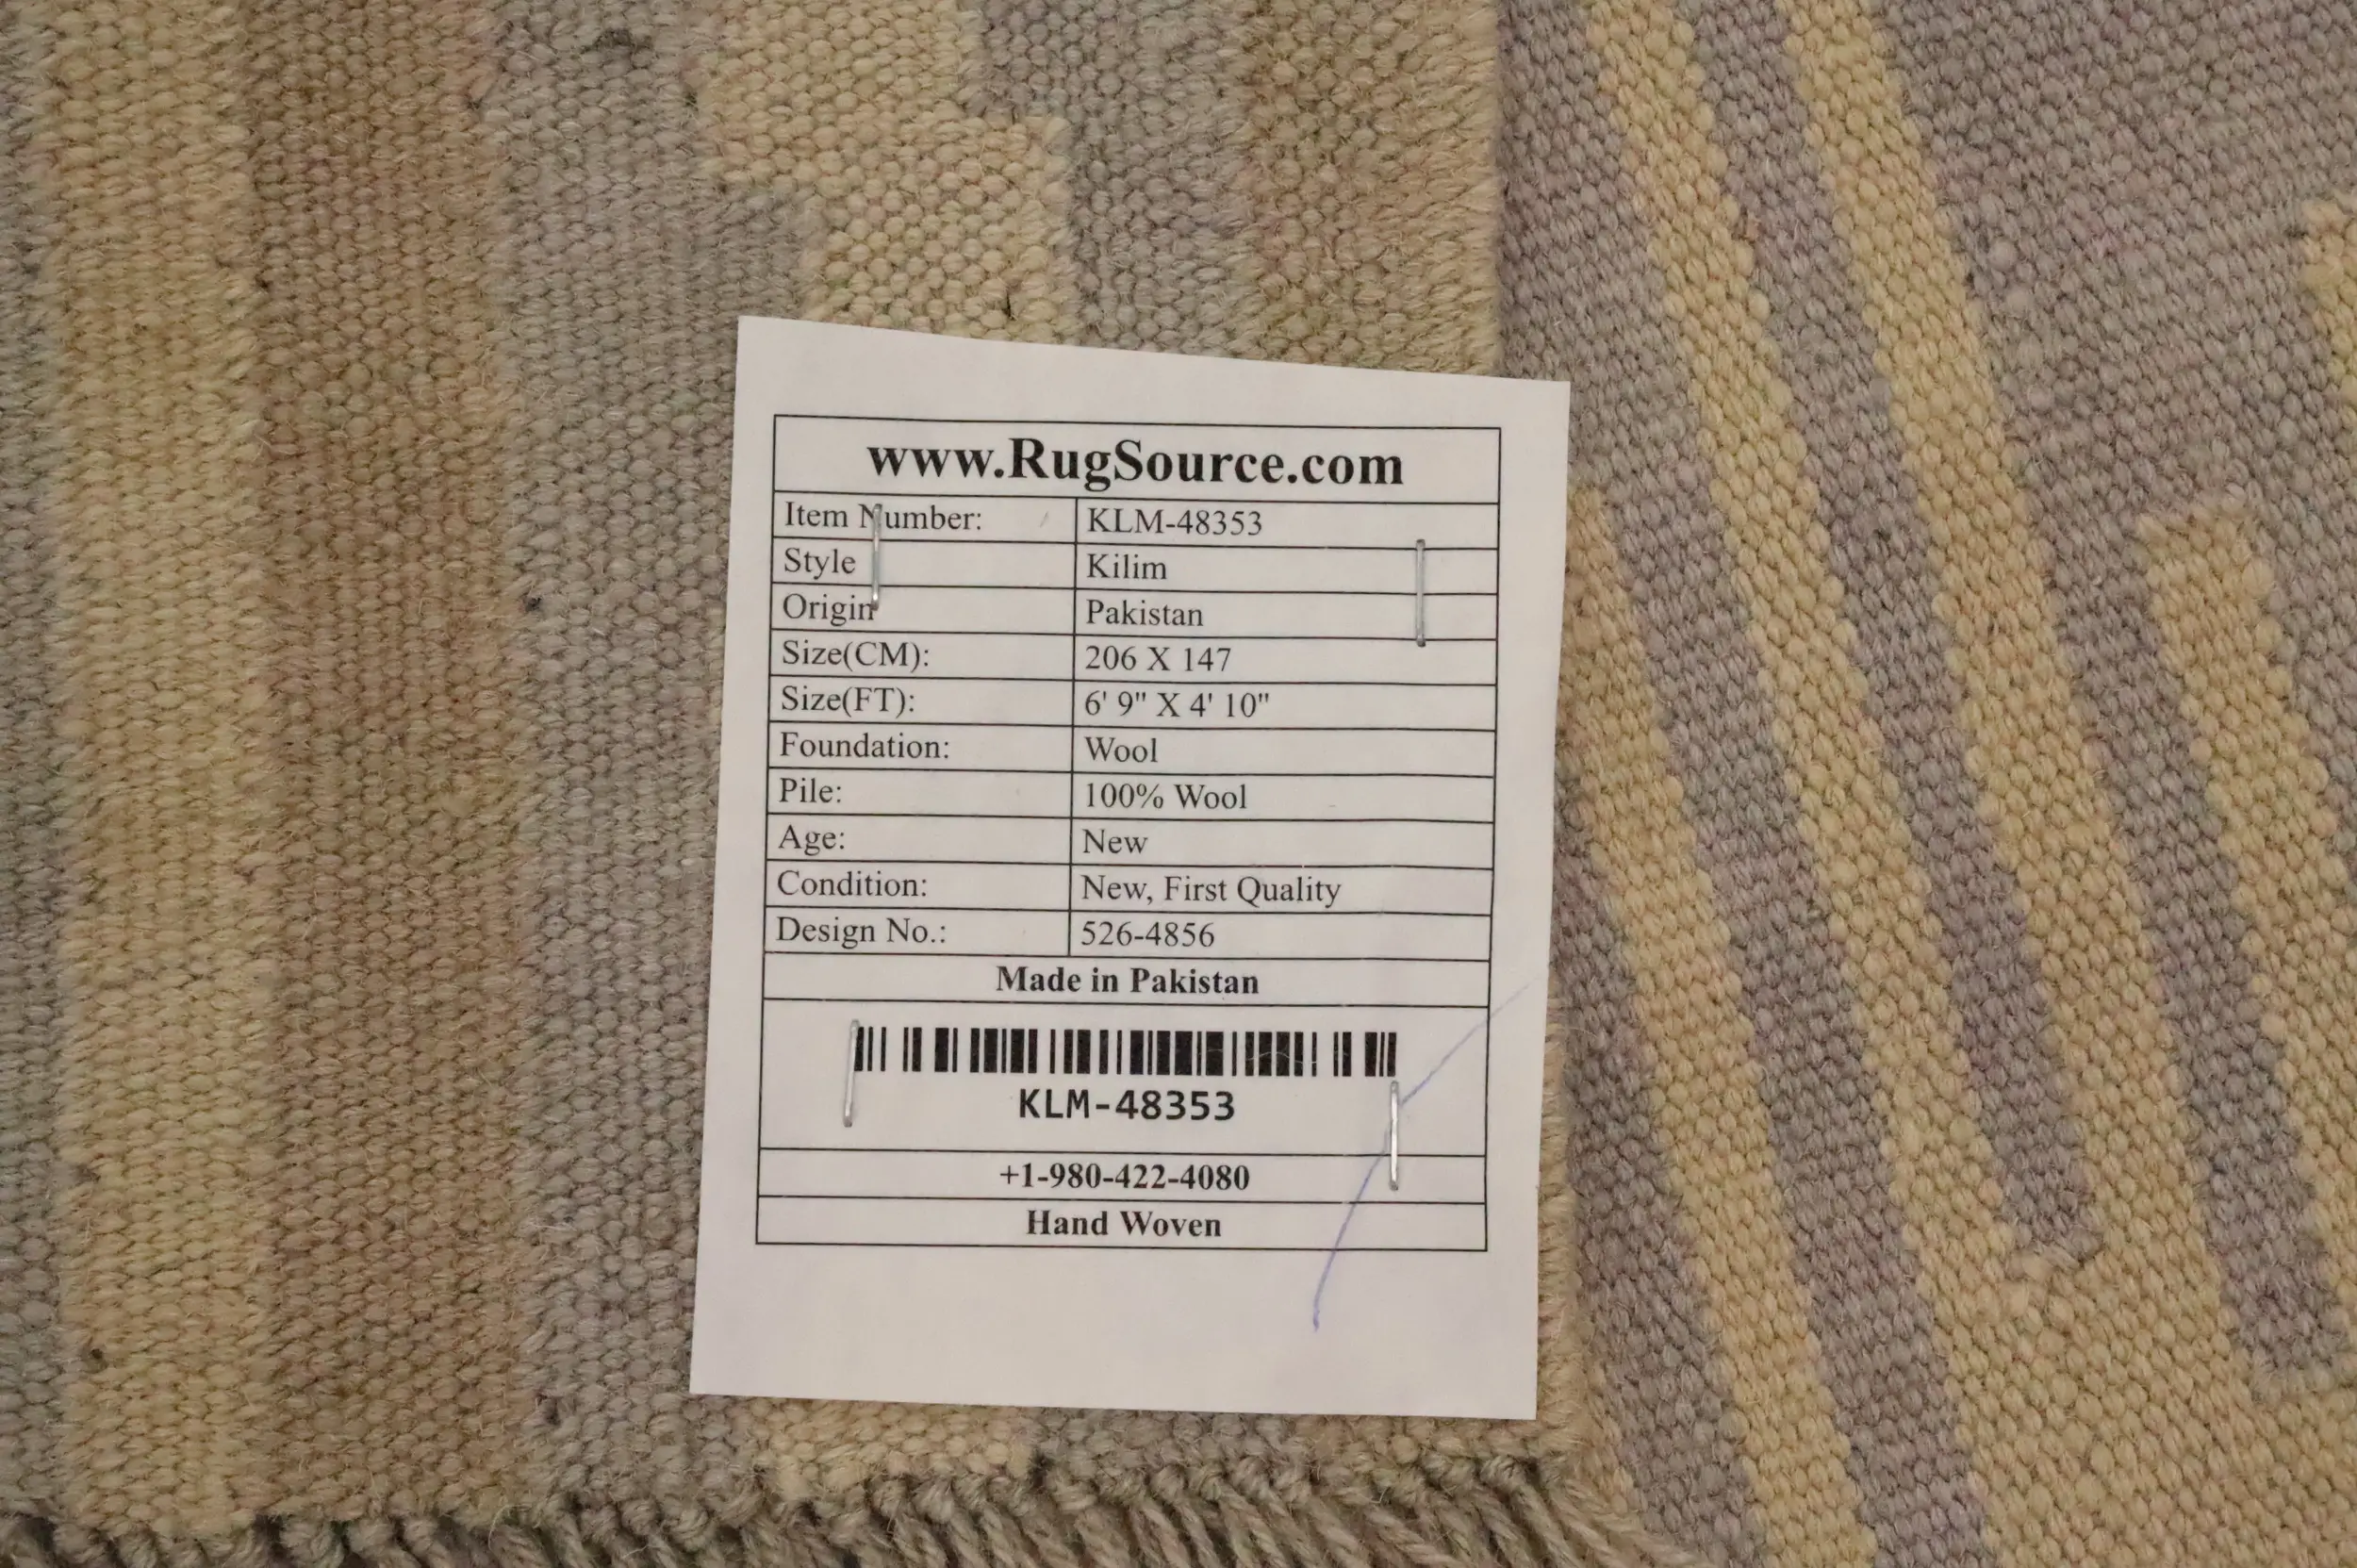 www.RugSource.com
Item Number: KLM-48353
Style Kilim
Origin Pakistan
Size(CM): 206 X 147
Size(FT): 6' 9" X 4' 10"
Foundation: Wool
Pile: 100% Wool
Age: New
Condition: New, First Quality
Design No.: 526-4856
Made in Pakistan
KLM-48353
+1-980-422-4080
Hand Woven